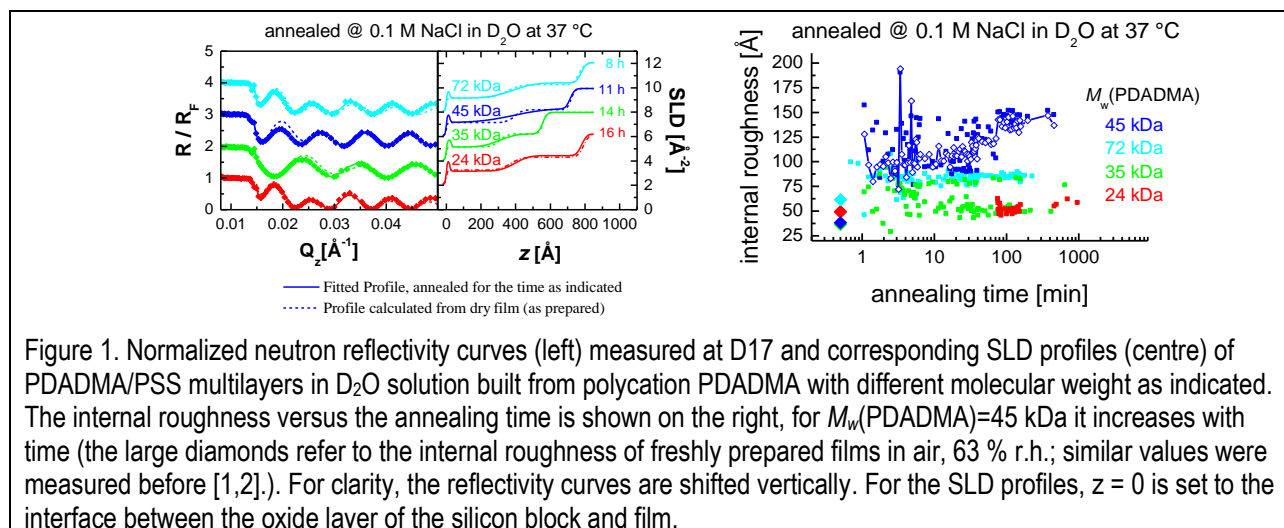 annealed @ 0.1 M NaCl in D2O at 37 °C
R / RF
5
4
3
2
1
0
0.01 0.02 0.03 0.04
Qz[Å-1]
72 kDa
45 kDa
35 kDa
24 kDa
8 h
11 h
14 h
16 h
12
10
8
6
4
2
0
SLD [Å-2]
0 200 400 600 800 1000
z [Å]
Fitted Profile, annealed for the time as indicated
Profile calculated from dry film (as prepared)
annealed @ 0.1 M NaCl in D2O at 37 °C
internal roughness [Å]
200
175
150
125
100
75
50
25
1 10 100 1000
annealing time [min]
Mw(PDADMA)
45 kDa
72 kDa
35 kDa
24 kDa
Figure 1. Normalized neutron reflectivity curves (left) measured at D17 and corresponding SLD profiles (centre) of
PDADMA/PSS multilayers in D2O solution built from polycation PDADMA with different molecular weight as indicated.
The internal roughness versus the annealing time is shown on the right, for Mw(PDADMA)=45 kDa it increases with
time (the large diamonds refer to the internal roughness of freshly prepared films in air, 63 % r.h.; similar values were
measured before [1,2].). For clarity, the reflectivity curves are shifted vertically. For the SLD profiles, z = 0 is set to the
interface between the oxide layer of the silicon block and film.